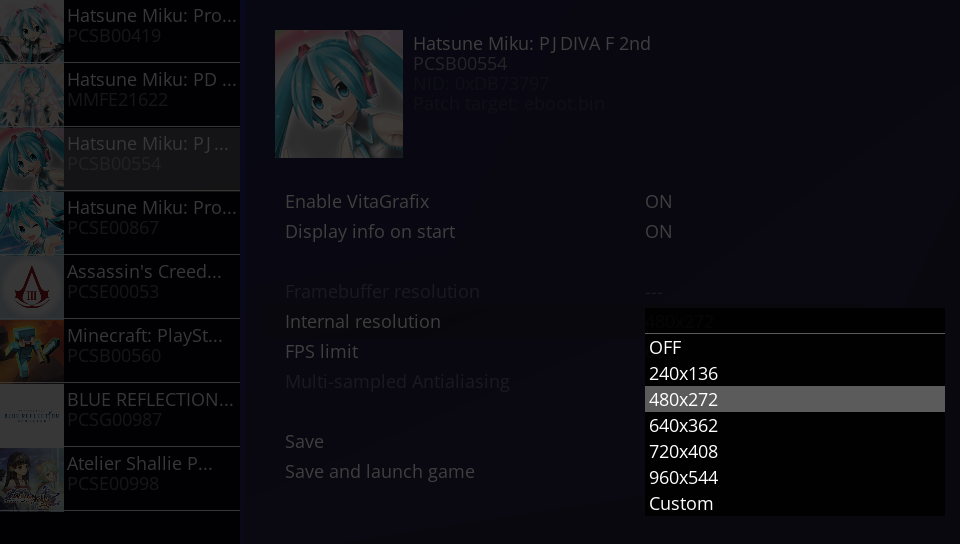 Hatsune Miku: Pro...
PCSB00419
Hatsune Miku: PD ...
MMFE21622
Hatsune Miku: PJ ...
PCSB00554
Hatsune Miku: Pro...
PCSE00867
Assassin's Creed...
PCSE00053
Minecraft: PlaySt...
PCSB00560
BLUE REFLECTION...
PCSG00987
Atelier Shallie P...
PCSE00998
Hatsune Miku: PJ DIVA F 2nd
PCSB00554
NID: 0xDB73797
Patch target: eboot.bin
Enable VitaGrafix ON
Display info on start ON
Framebuffer resolution ---
Internal resolution 480x272
FPS limit
Multi-sampled Antialiasing
Save
Save and launch game
OFF
240x136
480x272
640x362
720x408
960x544
Custom